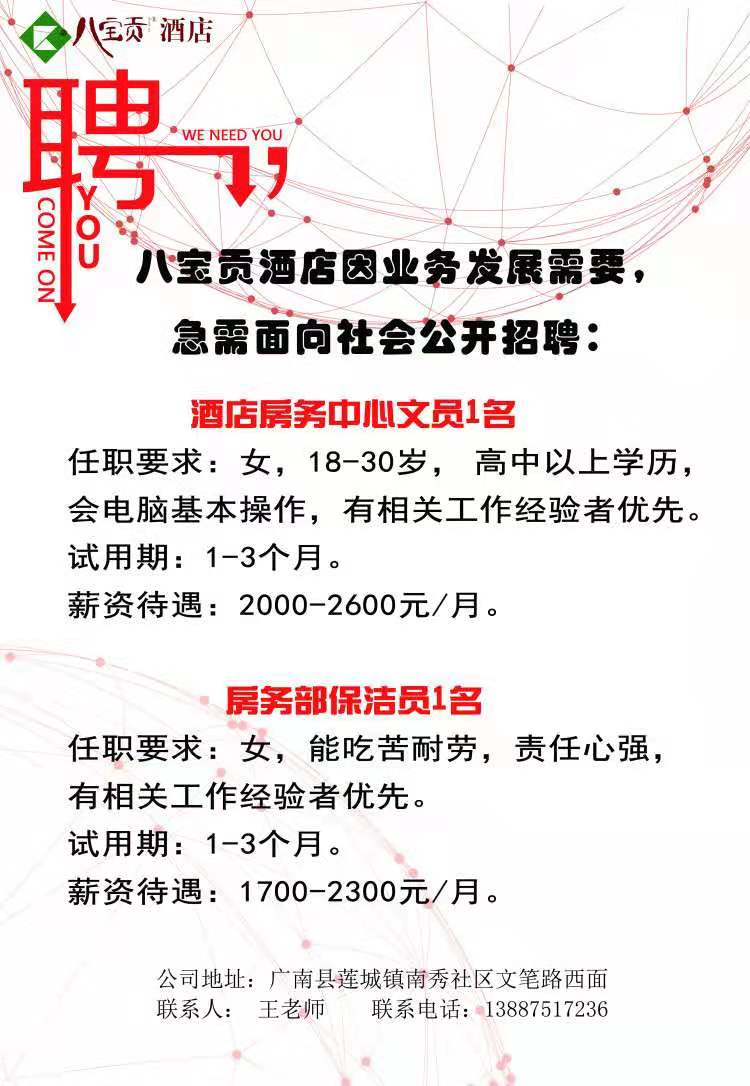 八宝贡酒店
聘,
WE NEED YOU
COME ON
YOU
八宝贡酒店因业务发展需要，
急需面向社会公开招聘：
酒店房务中心文员1名
任职要求：女，18-30岁， 高中以上学历，
会电脑基本操作，有相关工作经验者优先。
试用期：1-3个月。
薪资待遇：2000-2600元/月。
房务部保洁员1名
任职要求：女，能吃苦耐劳，责任心强，
有相关工作经验者优先。
试用期：1-3个月。
薪资待遇：1700-2300元/月。
公司地址：广南县莲城镇南秀社区文笔路西面
联系人： 王老师 联系电话：13887517236